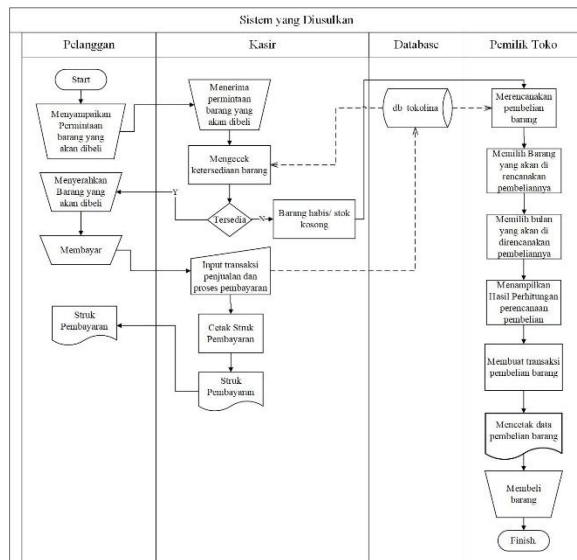 Sistem yang Diusulkan
Pelanggan
Kasir
Database
Pemilik Toko
Start
Menyampaikan
Permintaan
barang yang
akan dibeli
Menerima
permintaan
barang yang
akan dibeli
Mengecek
ketersediaan barang
Tersedia
Y
N
Menyerahkan
Barang yang
akan dibeli
Membayar
Barang habis/ stok
kosong
Input transaksi
penjualan dan
proses pembayaran
Cetak Struk
Pembayaran
Struk
Pembayaran
Struk
Pembayaran
db tokolina
Merencanakan
pembelian
barang
Memilih Barang
yang akan di
rencanakan
pembeliannya
Memilih bulan
yang akan di
direncanakan
pembeliannya
Menampilkan
Hasil Perhitungan
perencanaan
pembelian
Membuat transaksi
pembelian barang
Mencetak data
pembelian barang
Membeli
barang
Finish.